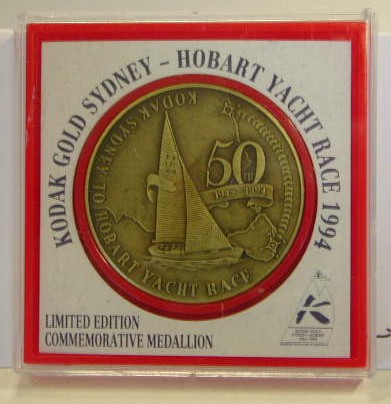 KODAK GOLD SYDNEY - HOBART YACHT RACE 1994
KODAK SYDNEY TO HOBART YACHT RACE
50TH
1945 - 1994
LIMITED EDITION
COMMEMORATIVE MEDALLION